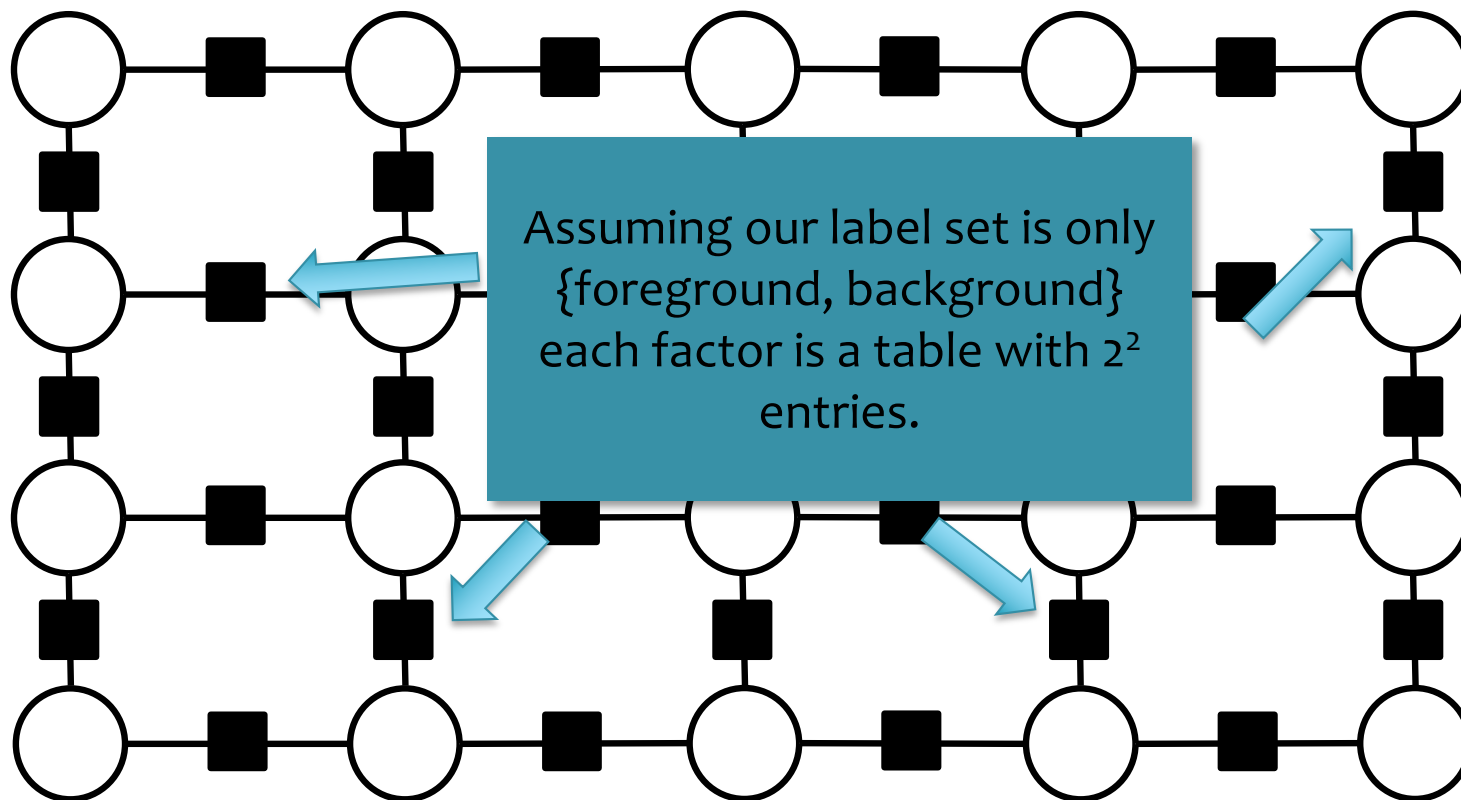 Assuming our label set is only
{foreground, background}
each factor is a table with 2²
entries.